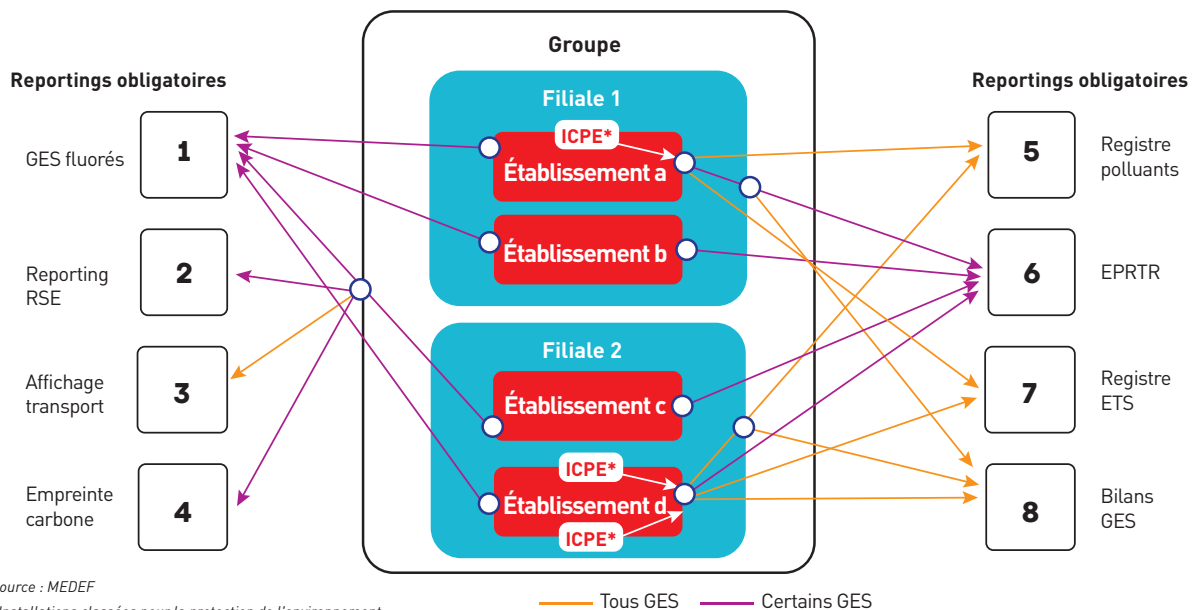 Groupe
Reportings obligatoires
GES fluorés
1
Reporting
RSE
2
Affichage
transport
3
Empreinte
carbone
4
Filiale 1
ICPE*
Établissement a
Établissement b
Filiale 2
Établissement c
ICPE*
Établissement d
ICPE*
Reportings obligatoires
5
Registre
polluants
6
EPRTR
7
Registre
ETS
8
Bilans
GES
ource : MEDEF
Tous GES
Certains GES